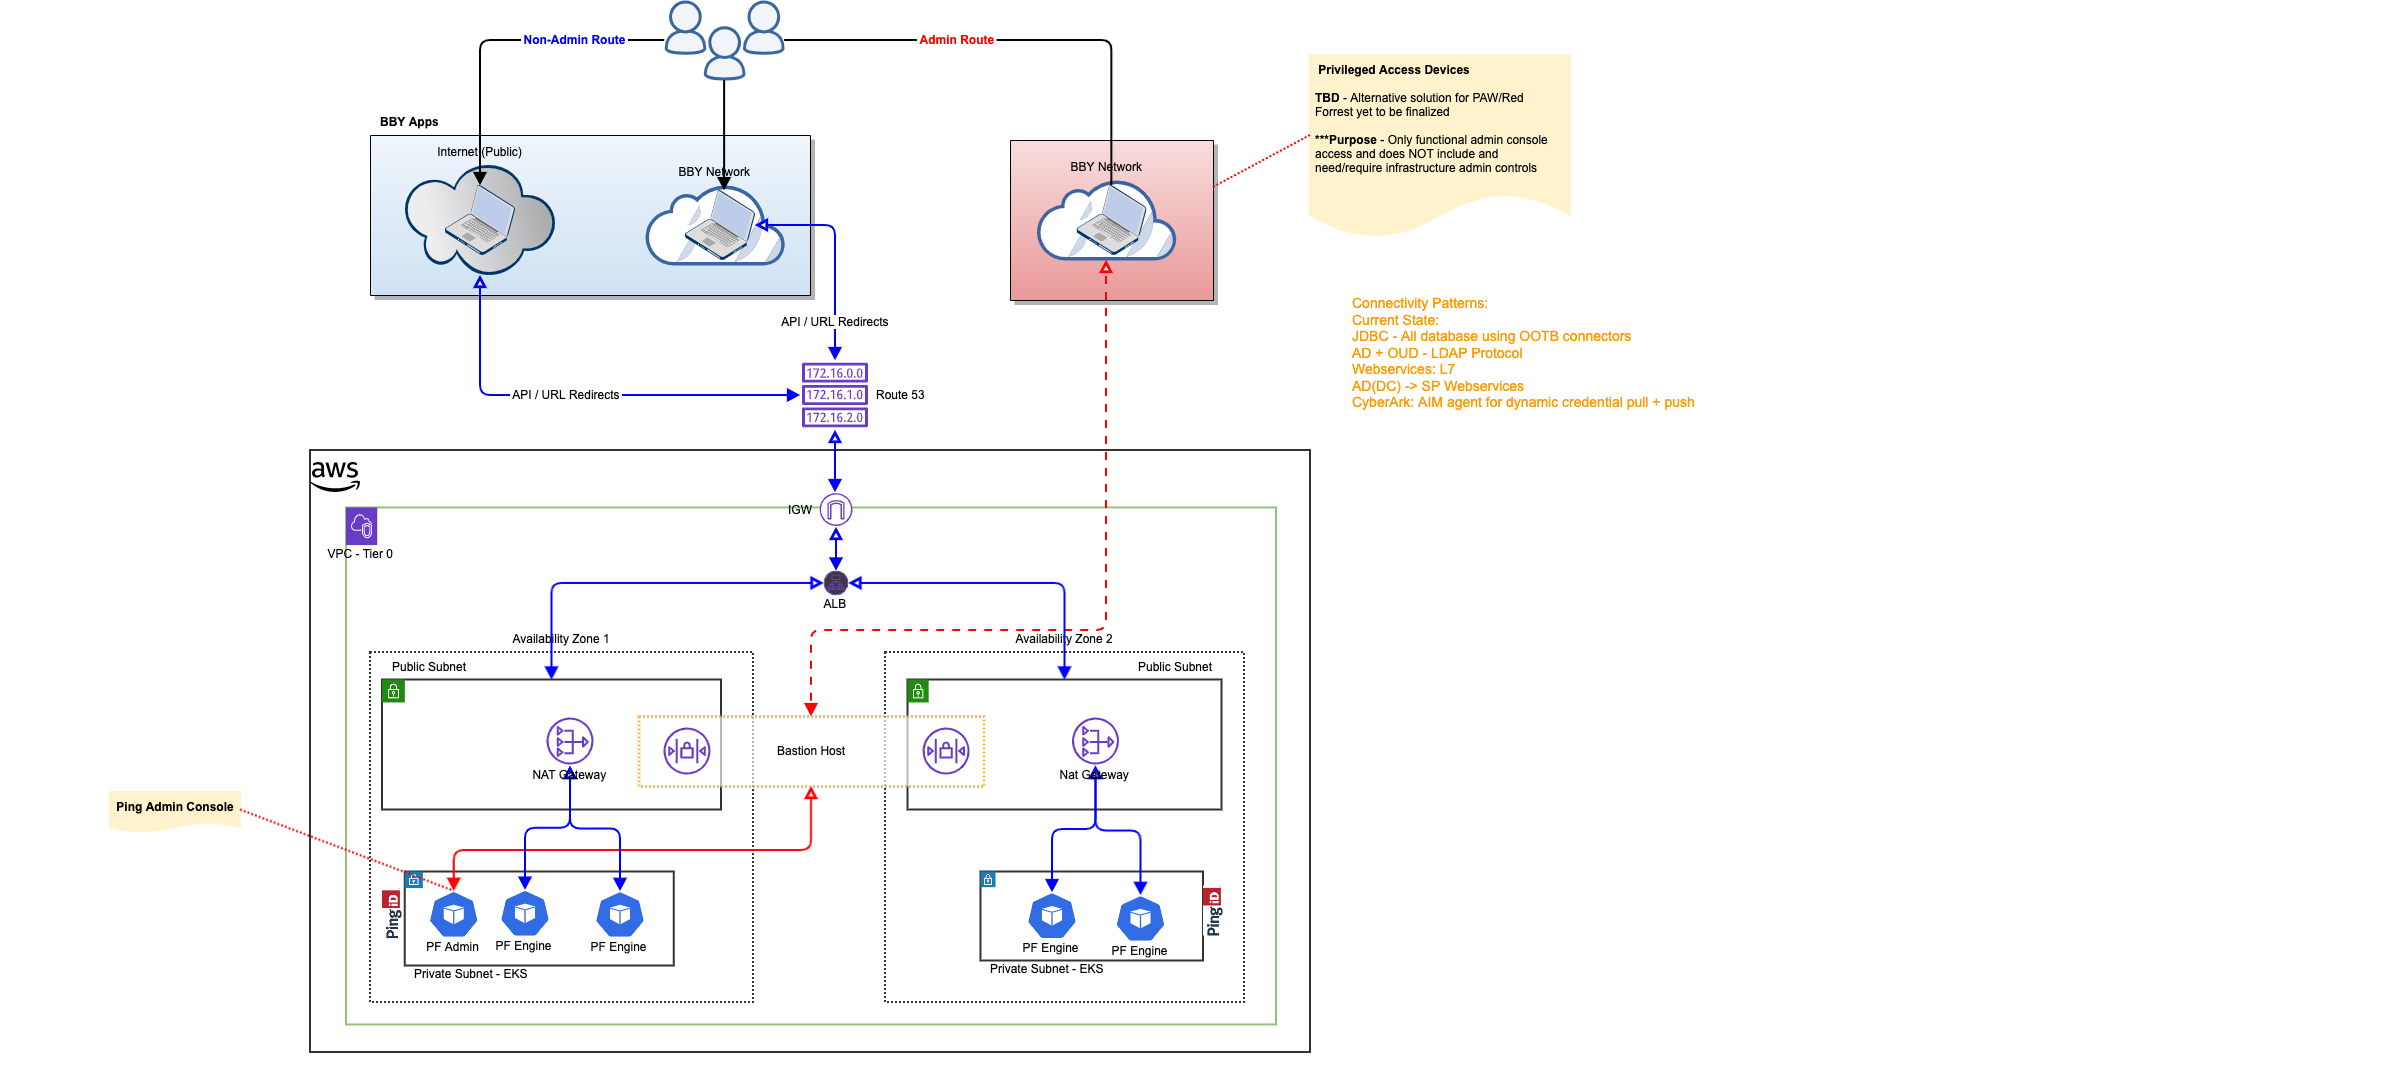 Non-Admin Route
Admin Route
Privileged Access Devices
TBD - Alternative solution for PAW/Red
Forrest yet to be finalized
***Purpose - Only functional admin console
access and does NOT include and
need/require infrastructure admin controls
BBY Apps
Internet (Public)
BBY Network
BBY Network
Connectivity Patterns:
Current State:
JDBC - All database using OOTB connectors
AD + OUD - LDAP Protocol
Webservices: L7
AD(DC) -> SP Webservices
CyberArk: AIM agent for dynamic credential pull + push
API / URL Redirects
API / URL Redirects
172.16.0.0
172.16.1.0
172.16.2.0
Route 53
aws
IGW
VPC - Tier 0
ALB
Availability Zone 1
Availability Zone 2
Public Subnet
Public Subnet
Bastion Host
NAT Gateway
Nat Gateway
Ping Admin Console
PingID
PF Admin
PF Engine
PF Engine
Private Subnet - EKS
PF Engine
PF Engine
PingID
Private Subnet - EKS